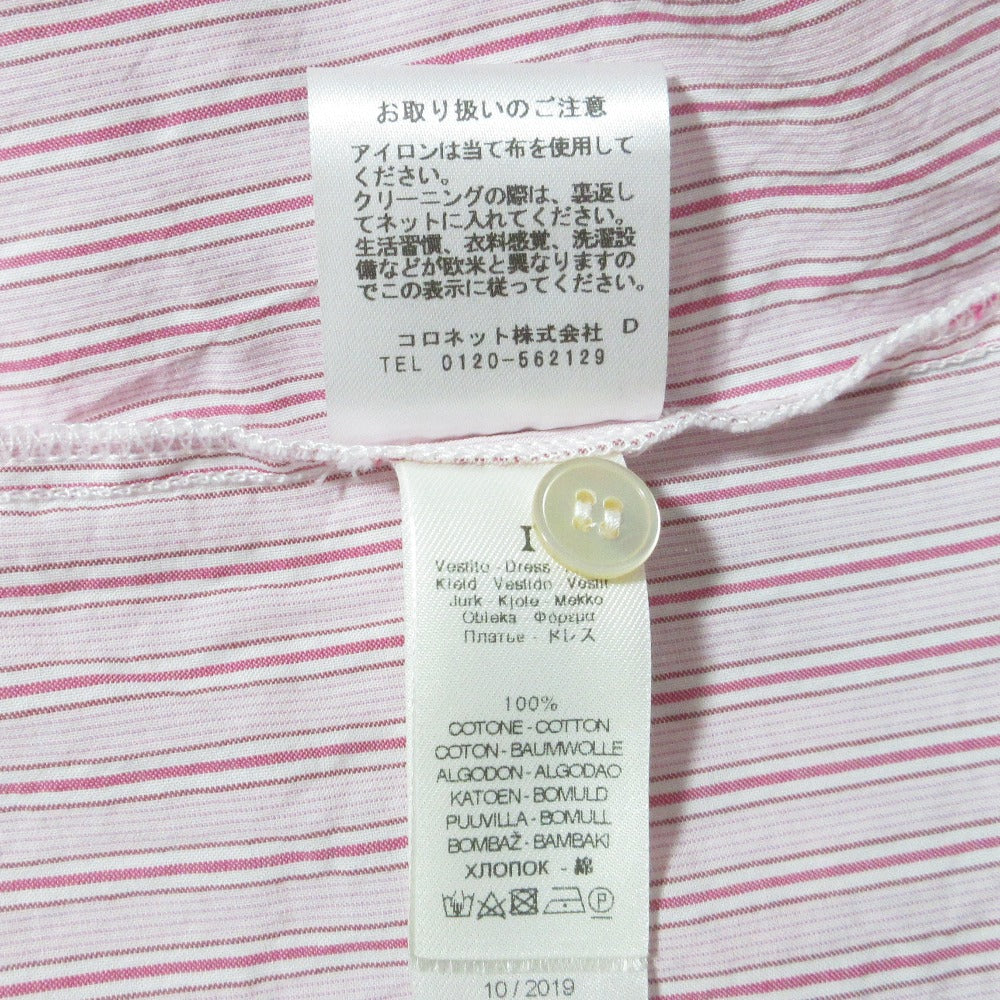 お取り扱いのご注意
アイロンは当て布を使用して
ください。
クリーニングの際は、裏返し
てネットに入れてください。
生活習慣、衣料感覚、洗濯設
備などが欧米と異なりますの
でこの表示に従ってください。
コロネット株式会社 D
TEL 0120-562129
I
Vestito - Dress
Kleid Vestido Vestit
Jurk - Kjole - Mekko
Obleka - Φόρεμα
Платье - ドレス
100%
COTONE - COTTON
COTON - BAUMWOLLE
ALGODON - ALGODAO
KATOEN - BOMULD
PUUVILLA - BOMULL
BOMBAŽ - BAMBAKI
ХЛОПОК - 綿
P
10 / 2019